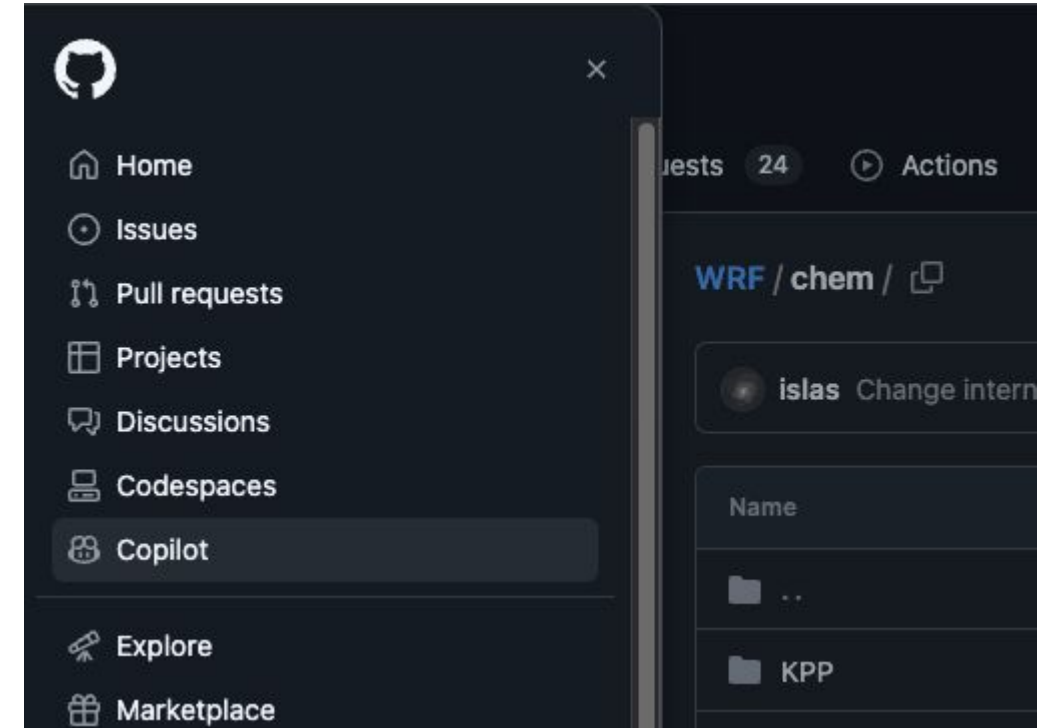 Home
Issues
Pull requests
Projects
Discussions
Codespaces
Copilot
Explore
Marketplace
24 Actions
WRF / chem /
islas Change intern
Name
..
KPP